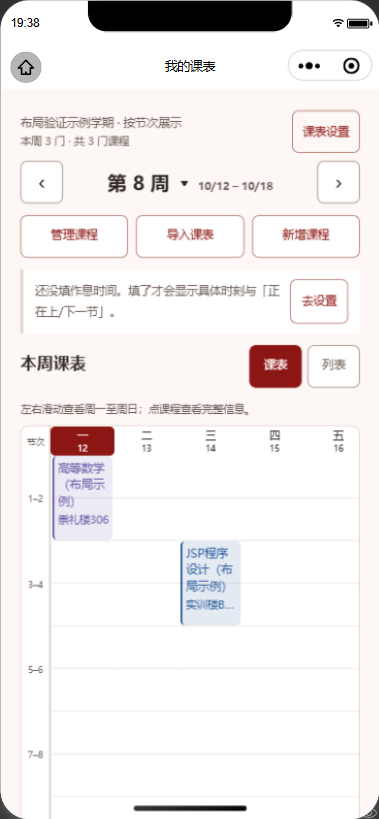 19:38
我的课表
布局验证示例学期 · 按节次展示
本周 3 门 · 共 3 门课程
课表设置
‹ 第 8 周 ▾ 10/12 – 10/18 ›
管理课程 导入课表 新增课程
还没填作息时间。填了才会显示具体时刻与「正
在上/下一节」。
去设置
本周课表
课表 列表
左右滑动查看周一至周日；点课程查看完整信息。
节次 一 二 三 四 五
12 13 14 15 16
1–2
高等数学
（布局示
例）
崇礼楼306
3–4
JSP程序
设计（布
局示例）
实训楼B...
5–6
7–8